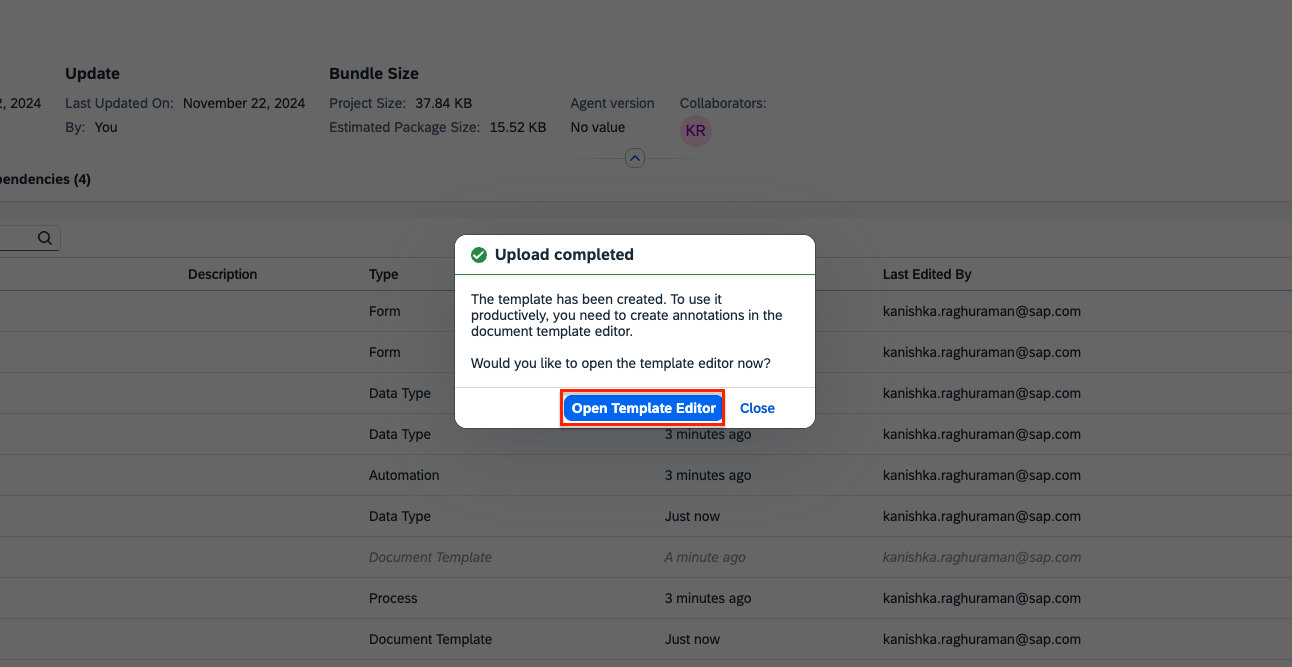 Update
Bundle Size
2, 2024
Last Updated On: November 22, 2024
Project Size: 37.84 KB
Agent version
Collaborators:
By: You
Estimated Package Size: 15.52 KB
No value
KR
pendencies (4)
Upload completed
The template has been created. To use it
productively, you need to create annotations in the
document template editor.
Would you like to open the template editor now?
Open Template Editor
Close
Description
Type
Last Edited By
Form
kanishka.raghuraman@sap.com
Form
kanishka.raghuraman@sap.com
Data Type
kanishka.raghuraman@sap.com
Data Type
3 minutes ago
kanishka.raghuraman@sap.com
Automation
3 minutes ago
kanishka.raghuraman@sap.com
Data Type
Just now
kanishka.raghuraman@sap.com
Document Template
A minute ago
kanishka.raghuraman@sap.com
Process
3 minutes ago
kanishka.raghuraman@sap.com
Document Template
Just now
kanishka.raghuraman@sap.com